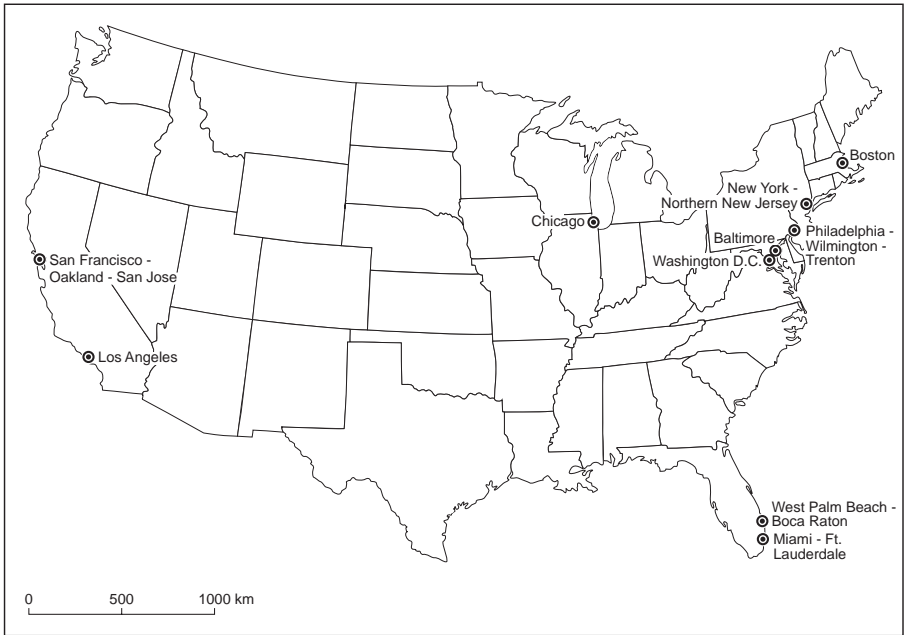 Boston
New York -
Northern New Jersey
Chicago
Philadelphia -
Wilmington -
Trenton
Baltimore
Washington D.C.
San Francisco -
Oakland - San Jose
Los Angeles
West Palm Beach -
Boca Raton
Miami - Ft.
Lauderdale
0 500 1000 km